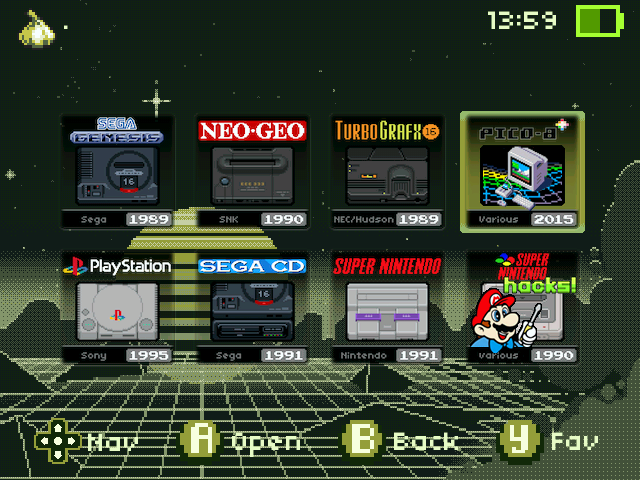 13:59
SEGA
GENESIS
16
Sega 1989
NEO·GEO
SNK 1990
TURBOGRAFX 16
NEC/Hudson 1989
PICO-8
Various 2015
PlayStation
Sony 1995
SEGA CD
16
Sega 1991
SUPER NINTENDO
Nintendo 1991
SUPER
NINTENDO
hacks!
Various 1990
Nav A Open B Back Y Fav